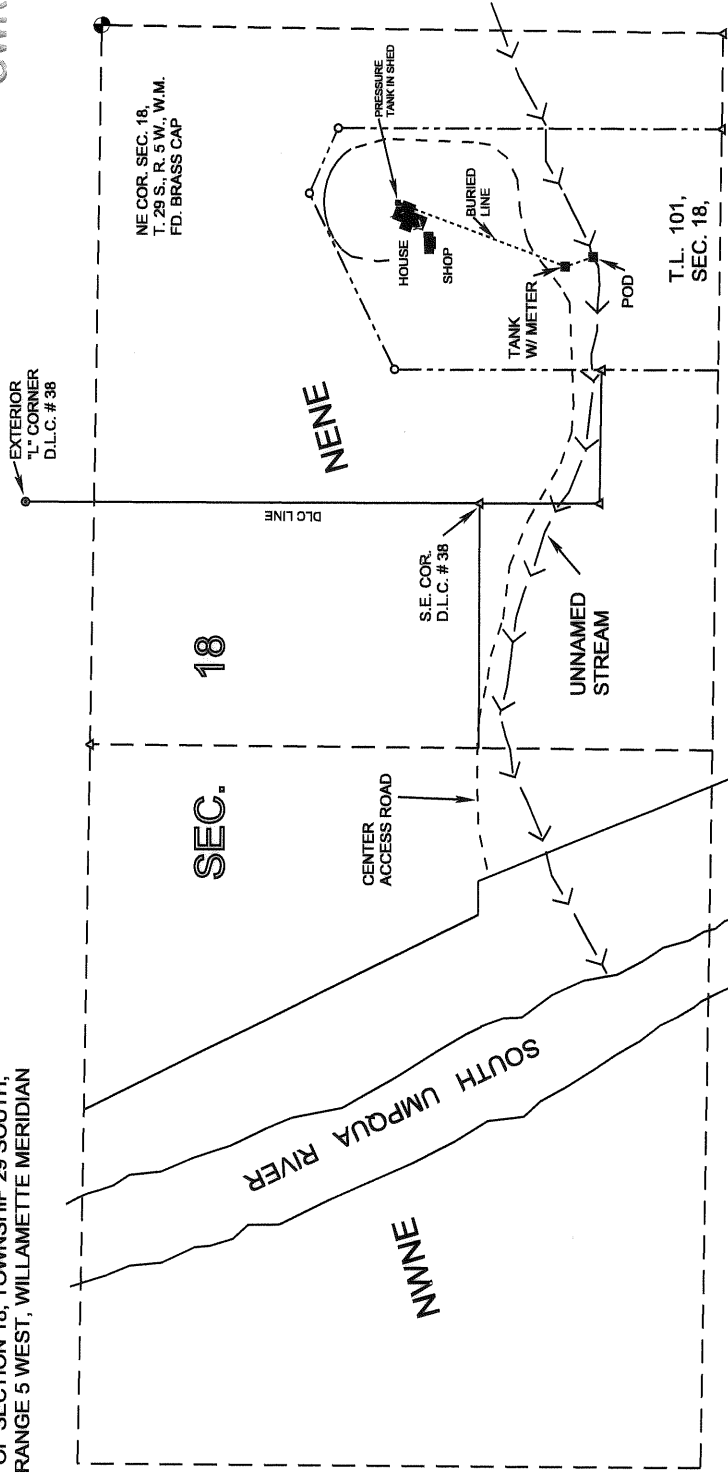 OF SECTION 18, TOWNSHIP 29 SOUTH,
RANGE 5 WEST, WILLAMETTE MERIDIAN
EXTERIOR
"L" CORNER
D.L.C. # 38
NE COR. SEC. 18,
T. 29 S., R. 5 W., W.M.
FD. BRASS CAP
SEC. 18
DLC LINE
NENE
PRESSURE
TANK IN SHED
HOUSE
SHOP
BURIED
LINE
CENTER
ACCESS ROAD
S.E. COR.
D.L.C. # 38
SOUTH UMPQUA RIVER
NWNE
TANK
W/ METER
UNNAMED
STREAM
POD
T.L. 101,
SEC. 18,